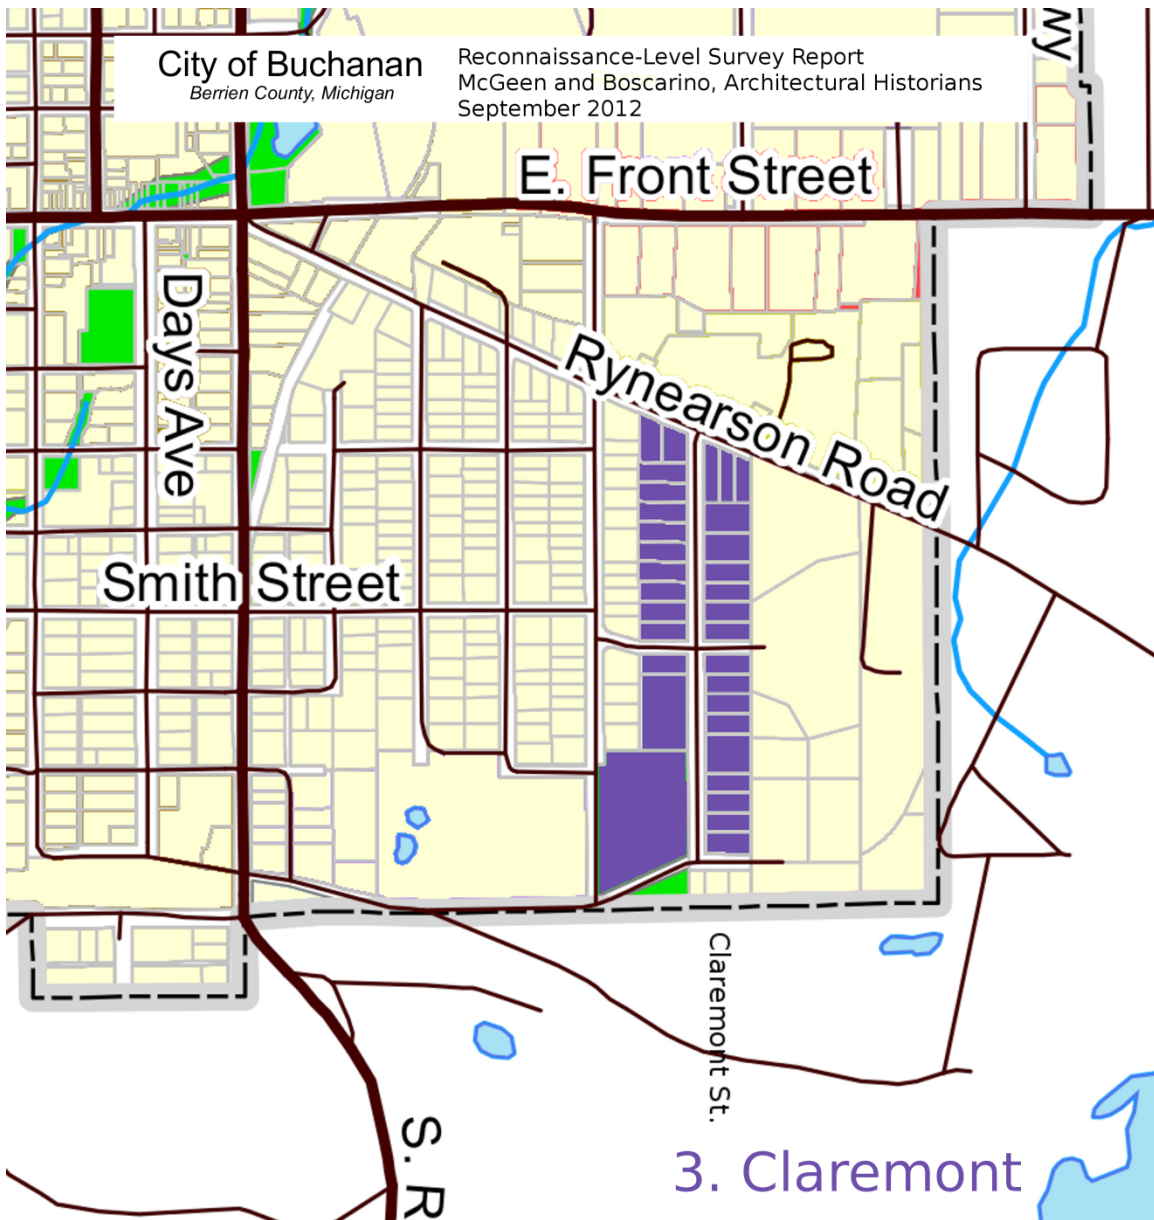 wy
City of Buchanan
Berrien County, Michigan
Reconnaissance-Level Survey Report
McGeen and Boscarino, Architectural Historians
September 2012
E. Front Street
Days Ave
Rynearson Road
Smith Street
Claremont St.
S. R
3. Claremont